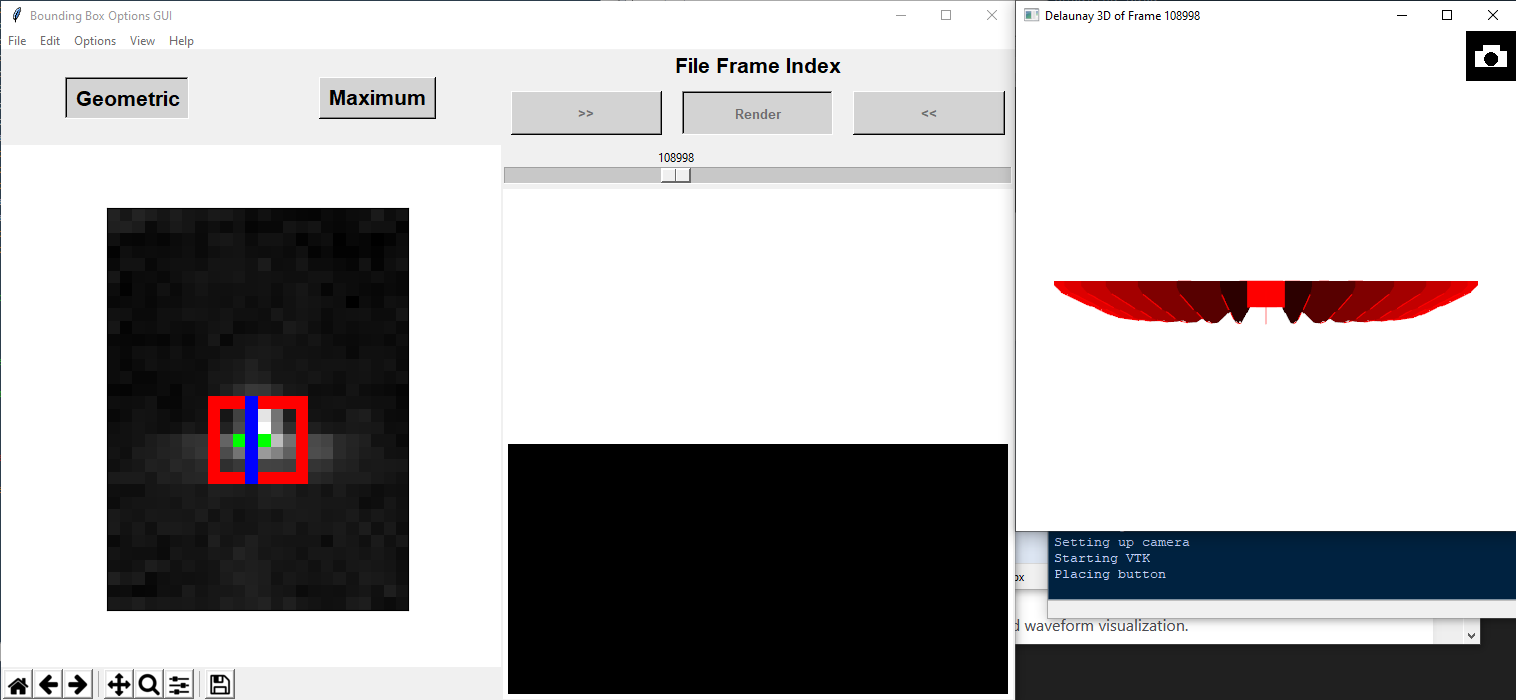 Bounding Box Options GUI
File Edit Options View Help
Geometric
Maximum
File Frame Index
>>
Render
<<
108998
Delaunay 3D of Frame 108998
Setting up camera
Starting VTK
Placing button
waveform visualization.